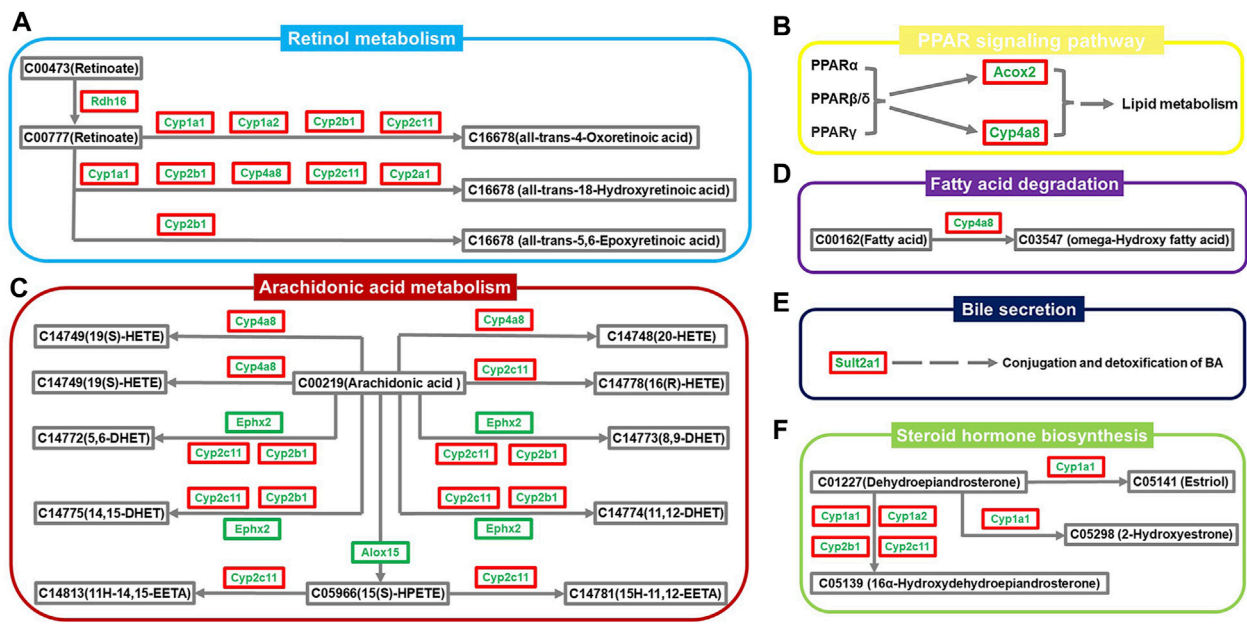 A
Retinol metabolism
C00473(Retinoate)
Rdh16
C00777(Retinoate)
Cyp1a1 Cyp1a2 Cyp2b1 Cyp2c11
C16678(all-trans-4-Oxoretinoic acid)
Cyp1a1 Cyp2b1 Cyp4a8 Cyp2c11 Cyp2a1
C16678 (all-trans-18-Hydroxyretinoic acid)
Cyp2b1
C16678 (all-trans-5,6-Epoxyretinoic acid)
B
PPAR signaling pathway
PPARα
PPARβ/δ
PPARγ
Acox2
Cyp4a8
Lipid metabolism
C
Arachidonic acid metabolism
C14749(19(S)-HETE)
Cyp4a8
Cyp4a8
C14748(20-HETE)
C14749(19(S)-HETE)
Cyp4a8
C00219(Arachidonic acid )
Cyp2c11
C14778(16(R)-HETE)
C14772(5,6-DHET)
Ephx2
Cyp2c11 Cyp2b1
Ephx2
Cyp2c11 Cyp2b1
C14773(8,9-DHET)
C14775(14,15-DHET)
Cyp2c11 Cyp2b1
Ephx2
Cyp2c11 Cyp2b1
Ephx2
C14774(11,12-DHET)
Alox15
C14813(11H-14,15-EETA)
Cyp2c11
C05966(15(S)-HPETE)
Cyp2c11
C14781(15H-11,12-EETA)
D
Fatty acid degradation
C00162(Fatty acid)
Cyp4a8
C03547 (omega-Hydroxy fatty acid)
E
Bile secretion
Sult2a1
Conjugation and detoxification of BA
F
Steroid hormone biosynthesis
C01227(Dehydroepiandrosterone)
Cyp1a1
C05141 (Estriol)
Cyp1a1 Cyp1a2
Cyp2b1 Cyp2c11
Cyp1a1
C05298 (2-Hydroxyestrone)
C05139 (16α-Hydroxydehydroepiandrosterone)